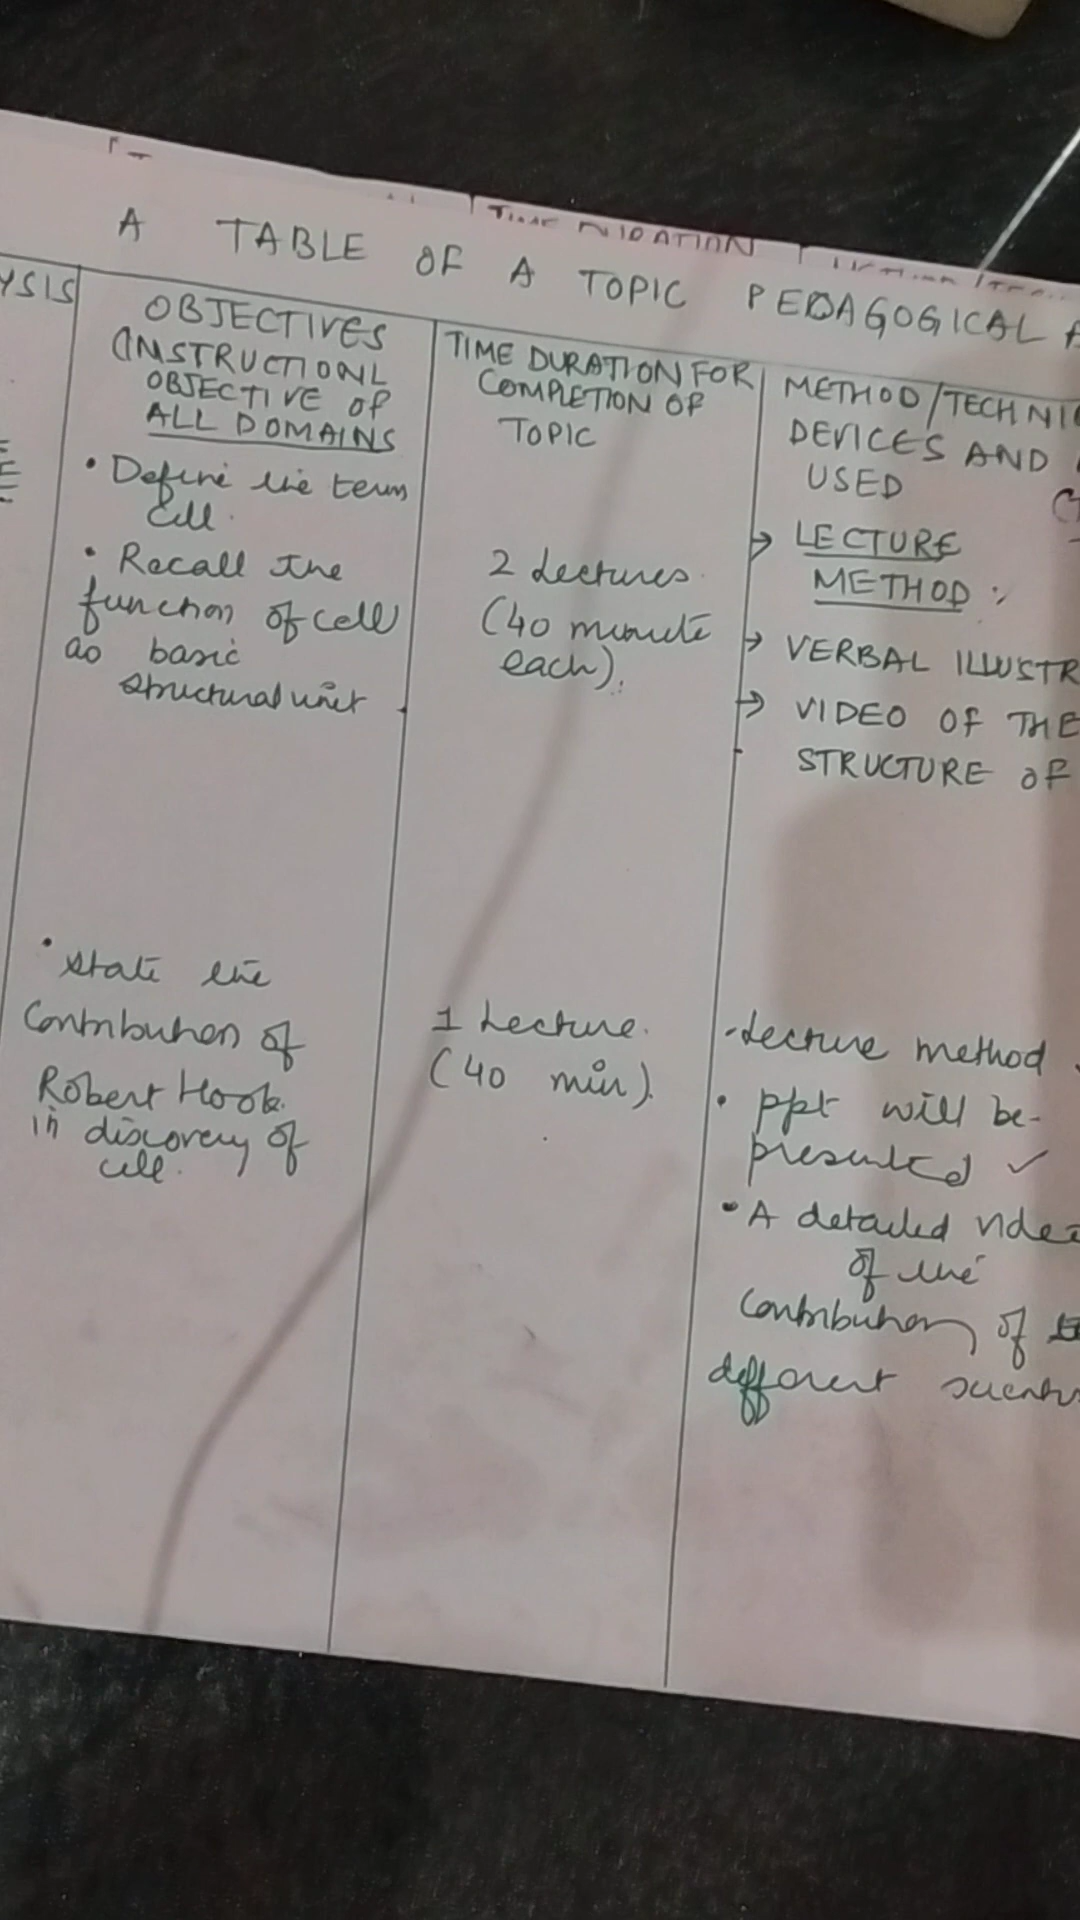 TIME DURATION
A TABLE OF A TOPIC PEDAGOGICAL A
YSIS
OBJECTIVES
(INSTRUCTIONL
OBJECTIVE OF
ALL DOMAINS
• Define the term
Cell.
• Recall the
function of cell
as basic
structural unit
• State the
Contribution of
Robert Hook.
in discovery of
cell.
TIME DURATION FOR
COMPLETION OF
TOPIC
2 Lectures.
(40 minute
each).
1 Lecture.
(40 min).
METHOD/TECHNI
DEVICES AND
USED
→ LECTURE
METHOD :
→ VERBAL ILLUSTR
→ VIDEO OF THE
STRUCTURE OF
-Lecture method
• ppt will be-
presented ✓
• A detailed video
of the
Contribution of
different scienti